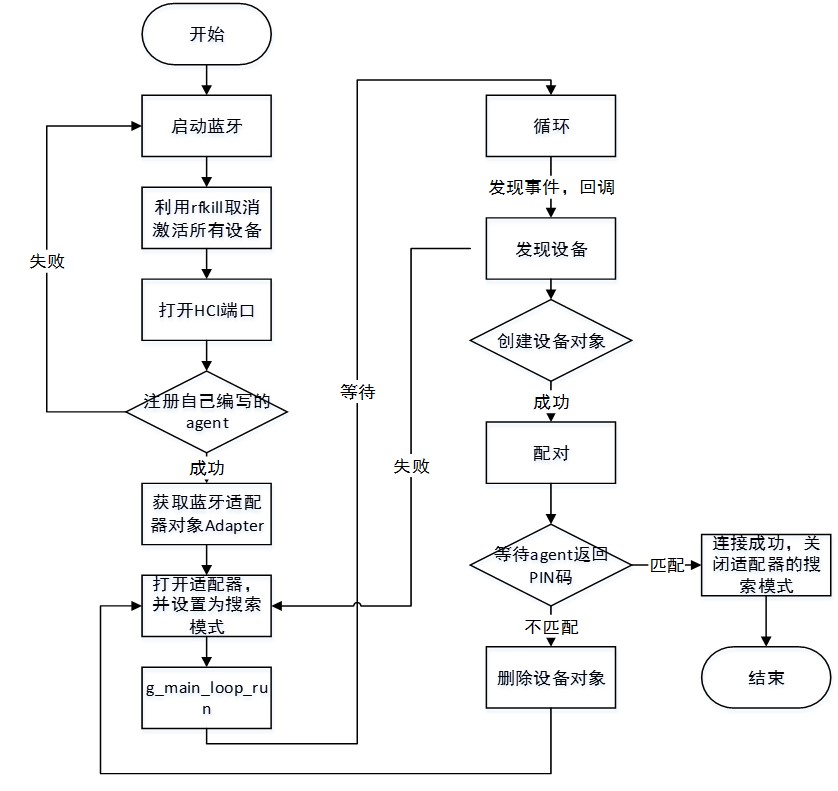 开始
启动蓝牙
利用rfkill取消
激活所有设备
失败
打开HCI端口
注册自己编写的
agent
成功
获取蓝牙适配
器对象Adapter
打开适配器，
并设置为搜索
模式
g_main_loop_ru
n
等待
循环
发现事件，回调
发现设备
创建设备对象
成功
失败
配对
等待agent返回
PIN码
匹配
连接成功，关
闭适配器的搜
索模式
不匹配
删除设备对象
结束